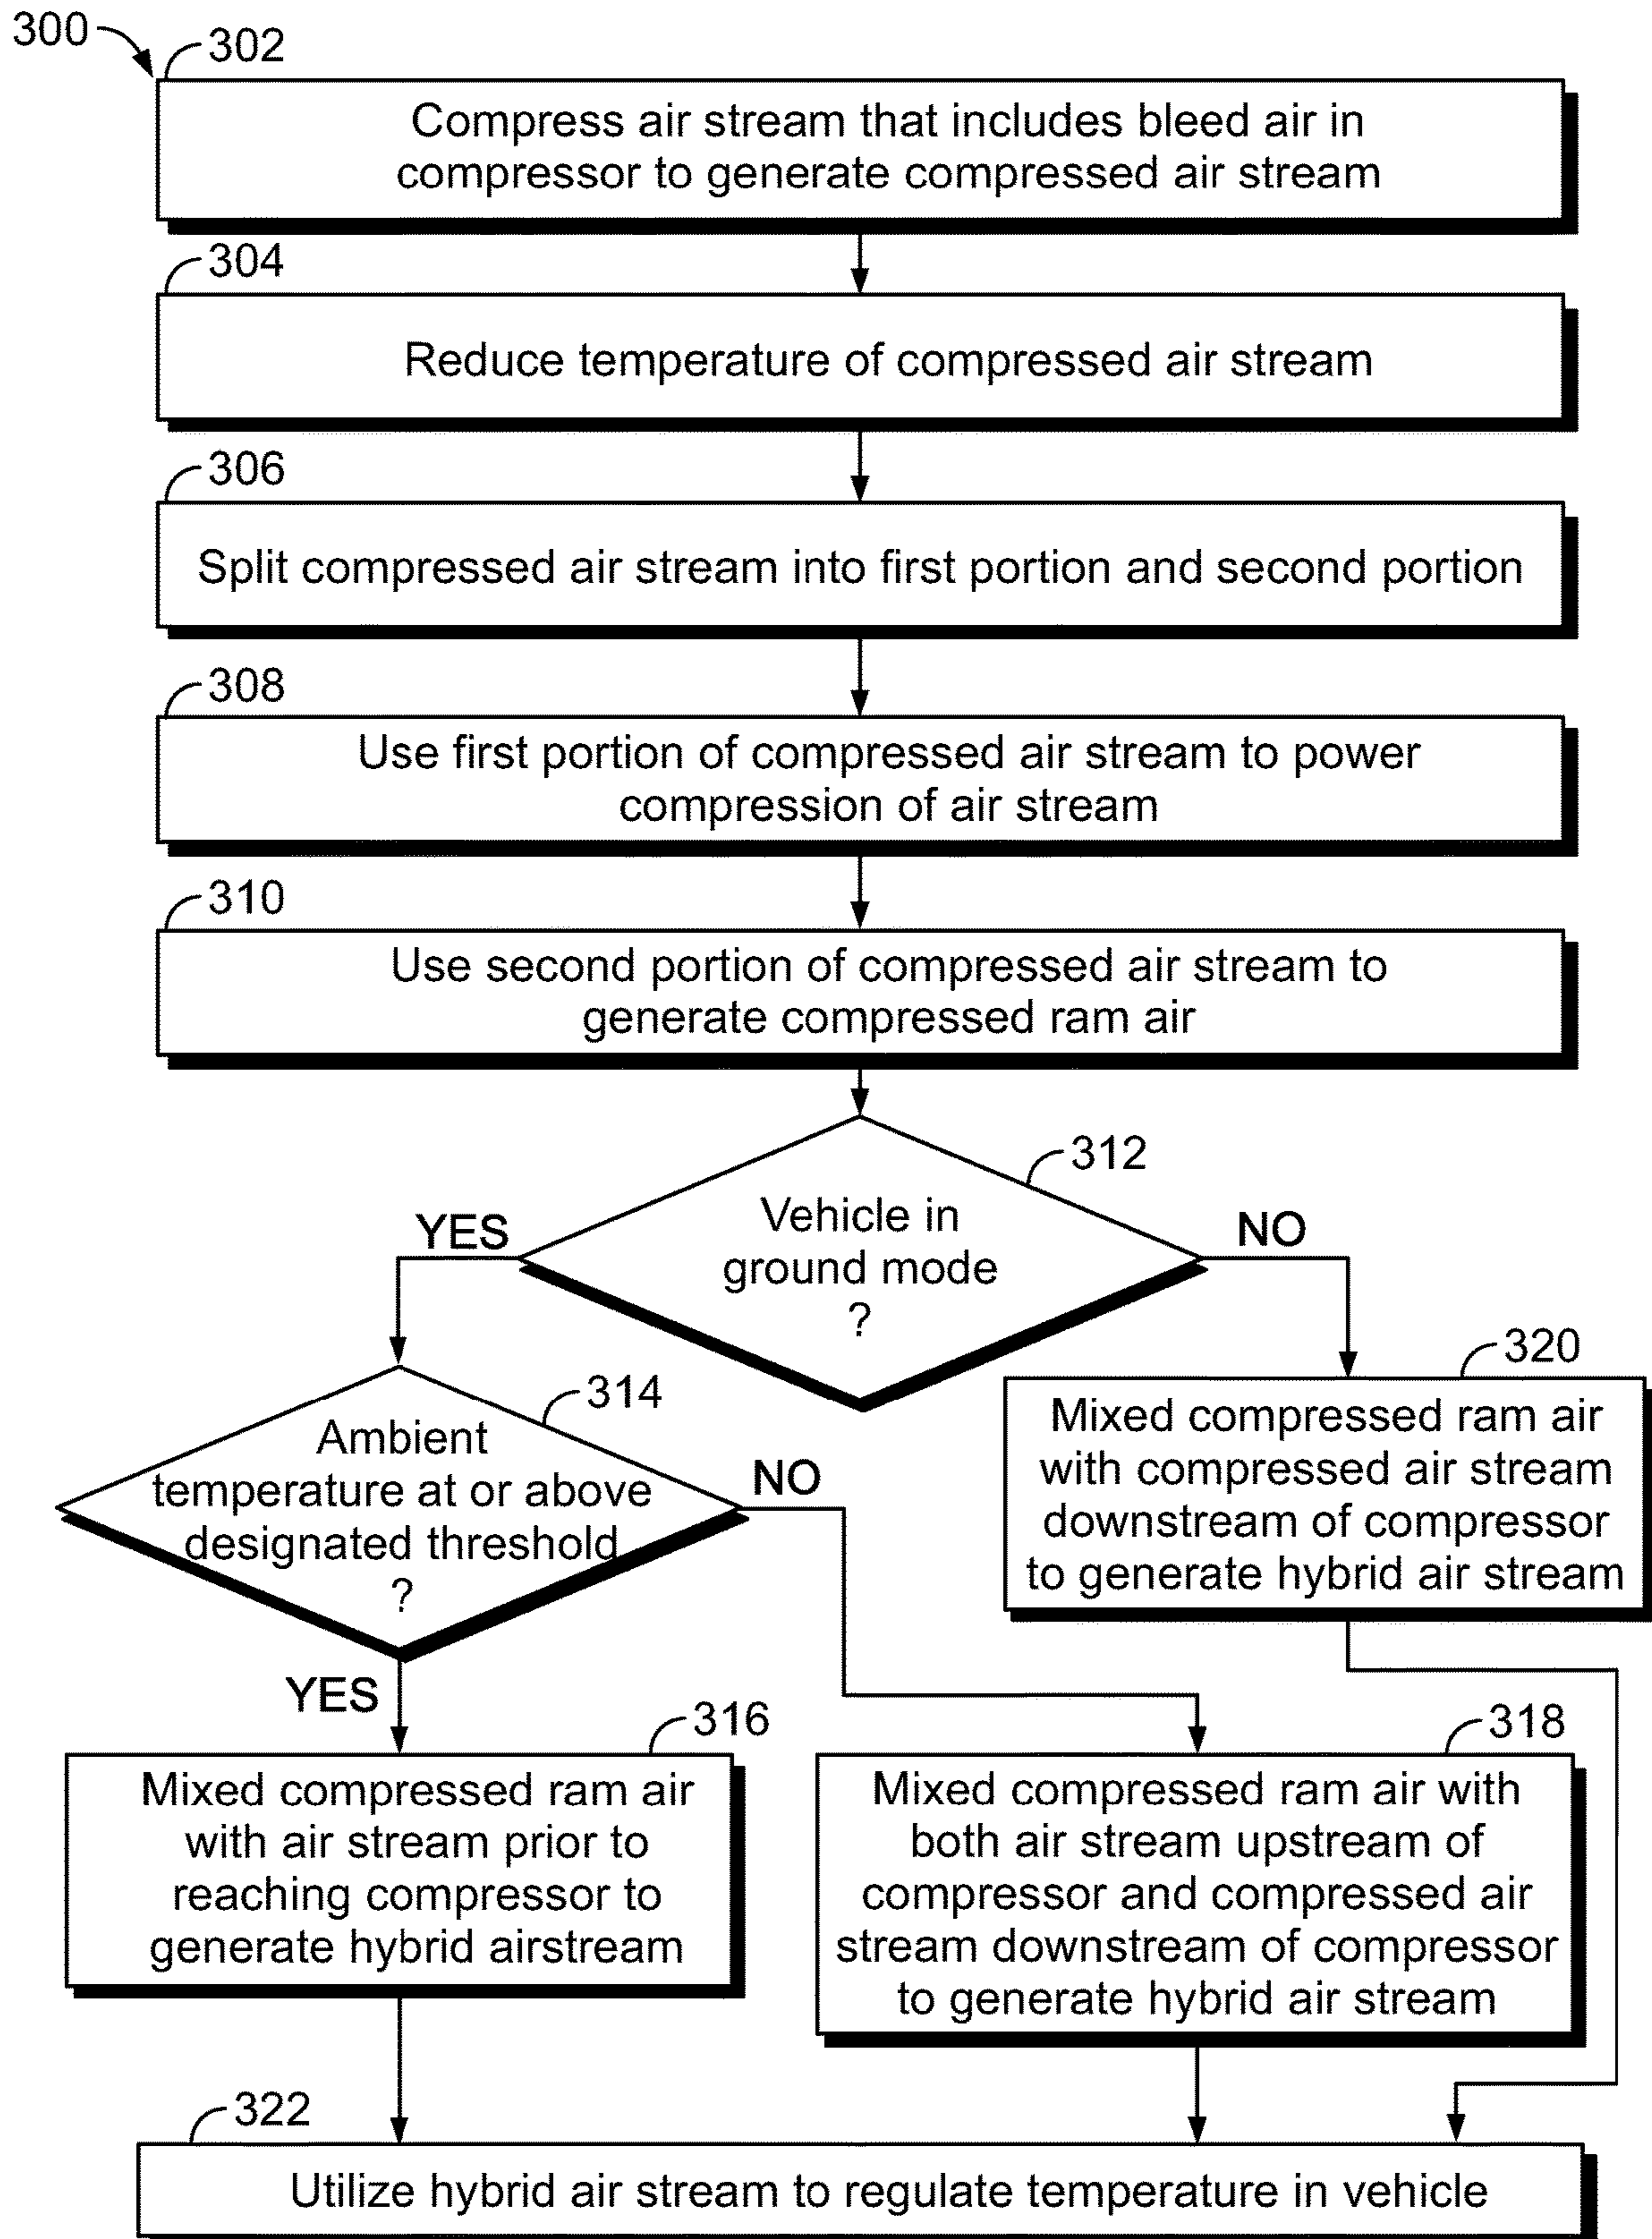 300
302
Compress air stream that includes bleed air in
compressor to generate compressed air stream
304
Reduce temperature of compressed air stream
306
Split compressed air stream into first portion and second portion
308
Use first portion of compressed air stream to power
compression of air stream
310
Use second portion of compressed air stream to
generate compressed ram air
312
Vehicle in
ground mode
?
YES
NO
314
Ambient
temperature at or above
designated threshold
?
YES
NO
320
Mixed compressed ram air
with compressed air stream
downstream of compressor
to generate hybrid air stream
316
Mixed compressed ram air
with air stream prior to
reaching compressor to
generate hybrid airstream
318
Mixed compressed ram air with
both air stream upstream of
compressor and compressed air
stream downstream of compressor
to generate hybrid air stream
322
Utilize hybrid air stream to regulate temperature in vehicle